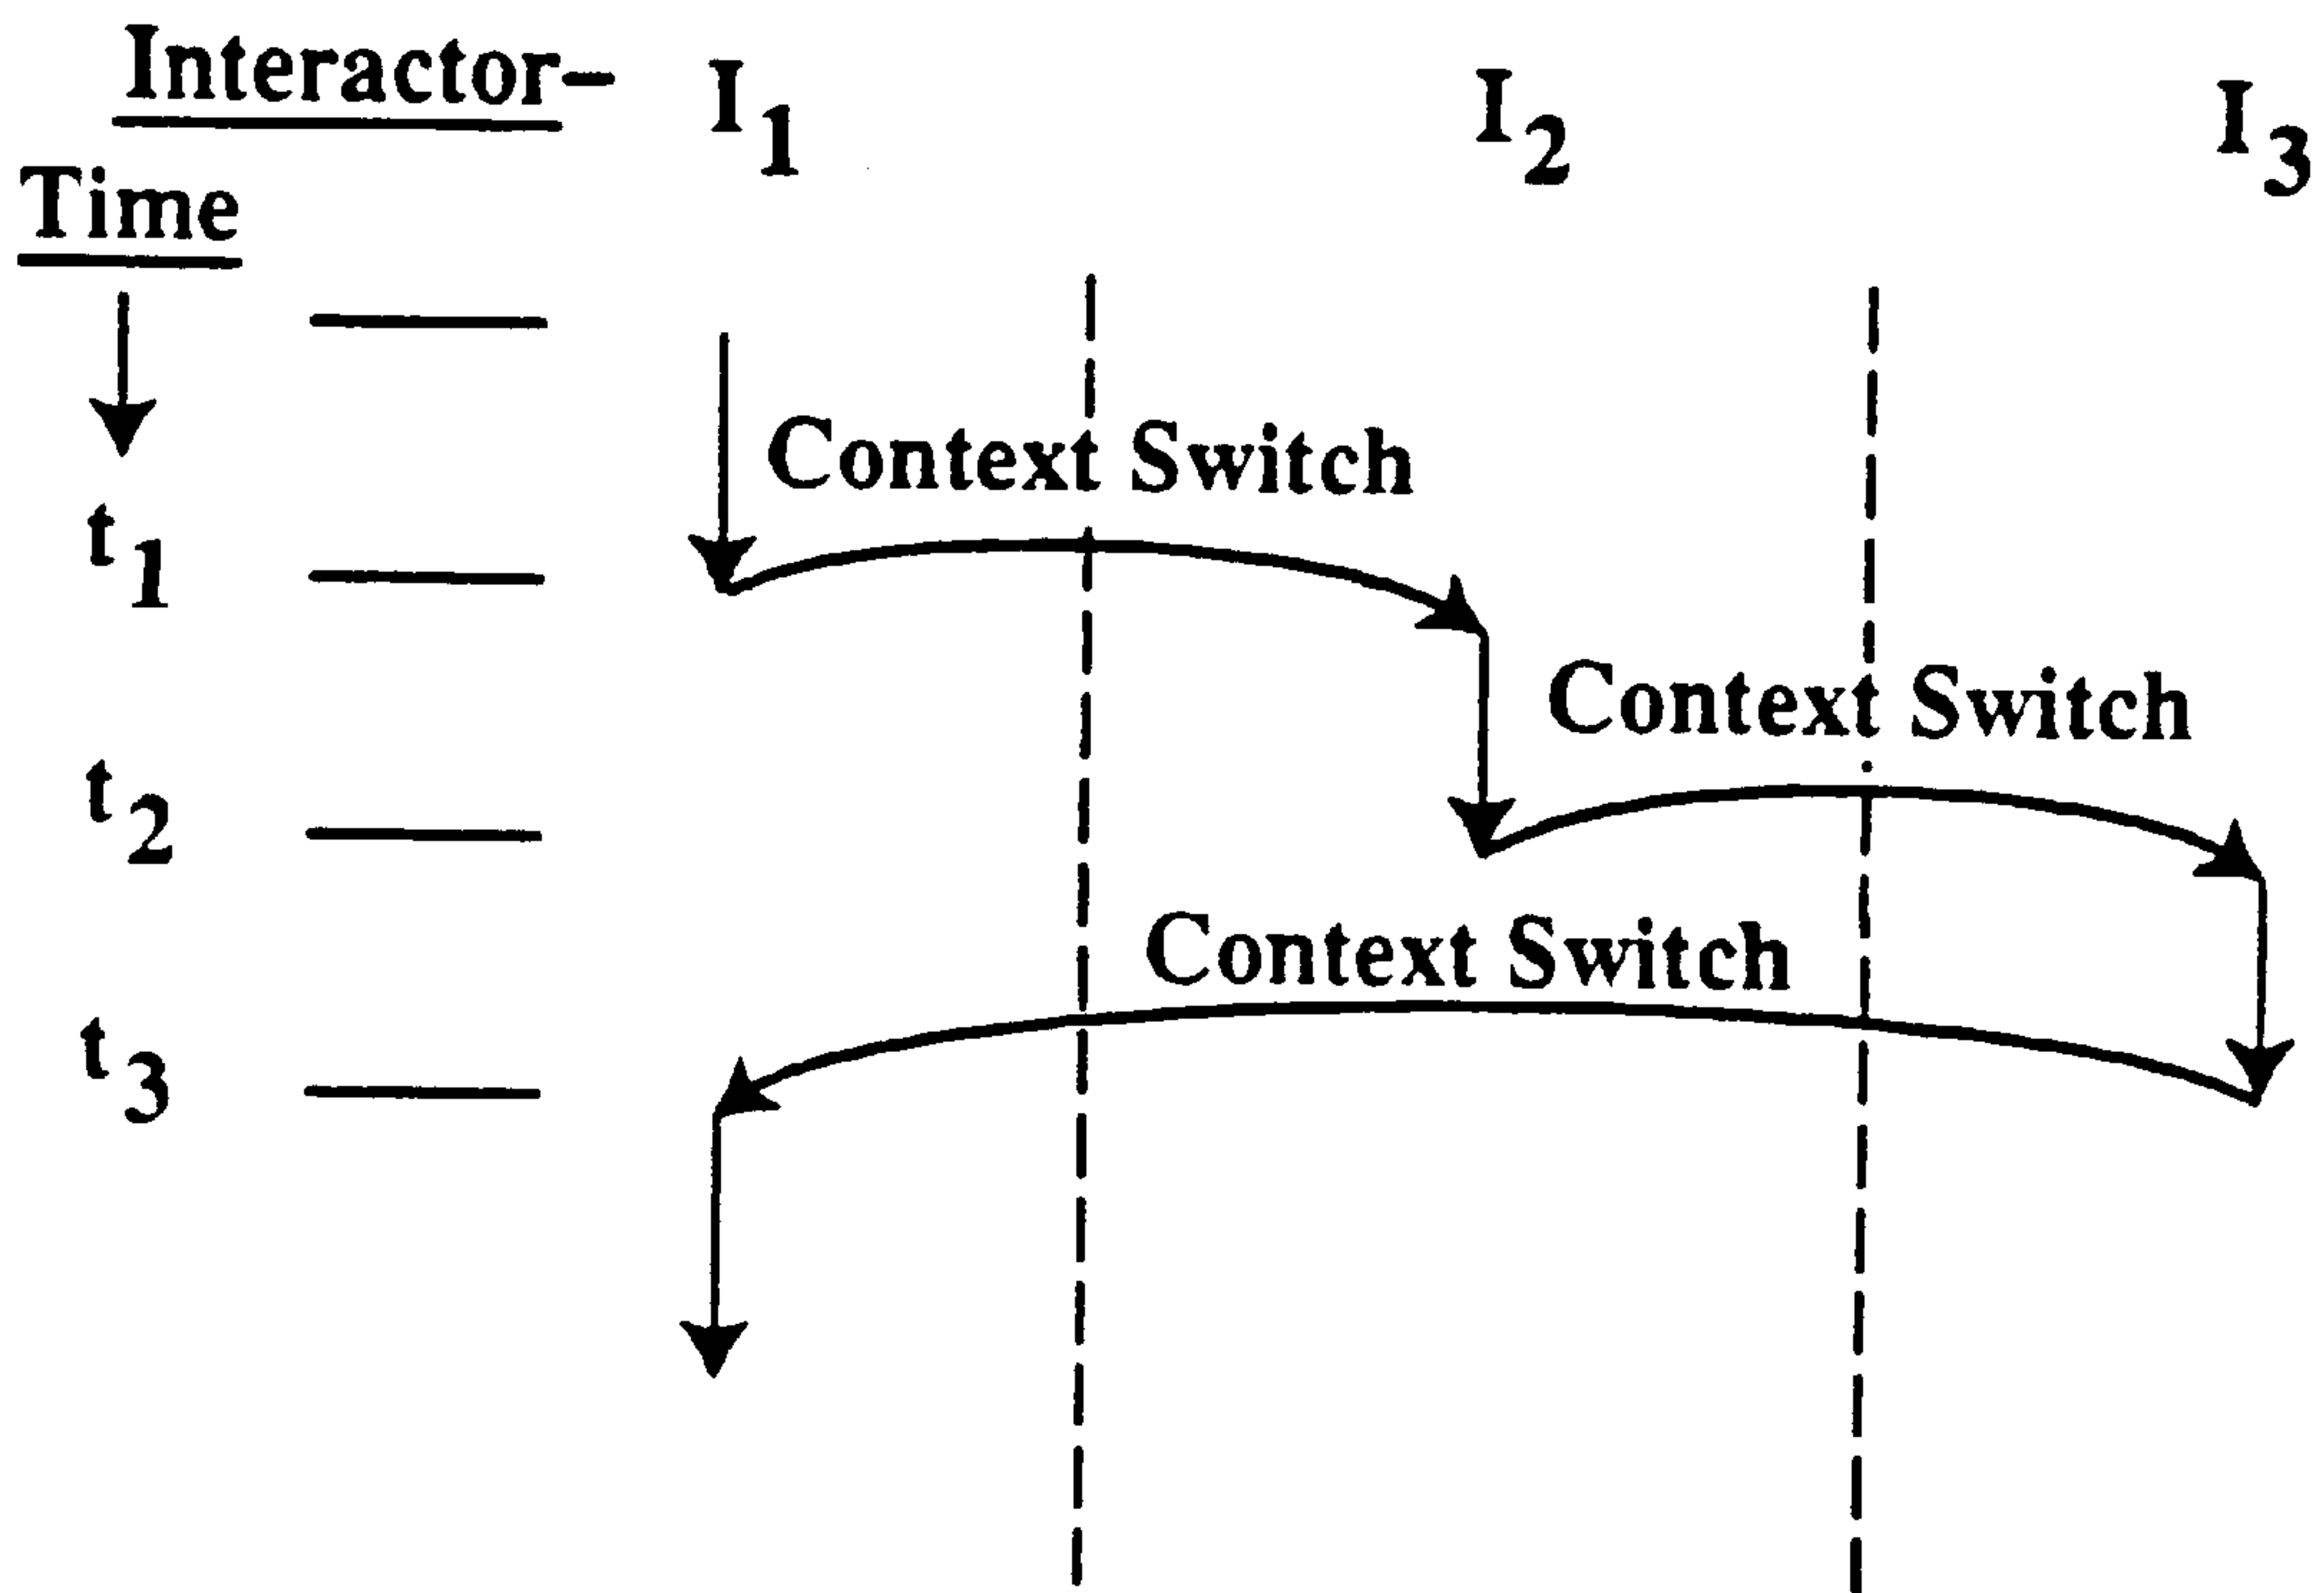 Interactor- I1 I2 I3
Time
Context Switch
t1
Context Switch
t2
Context Switch
t3